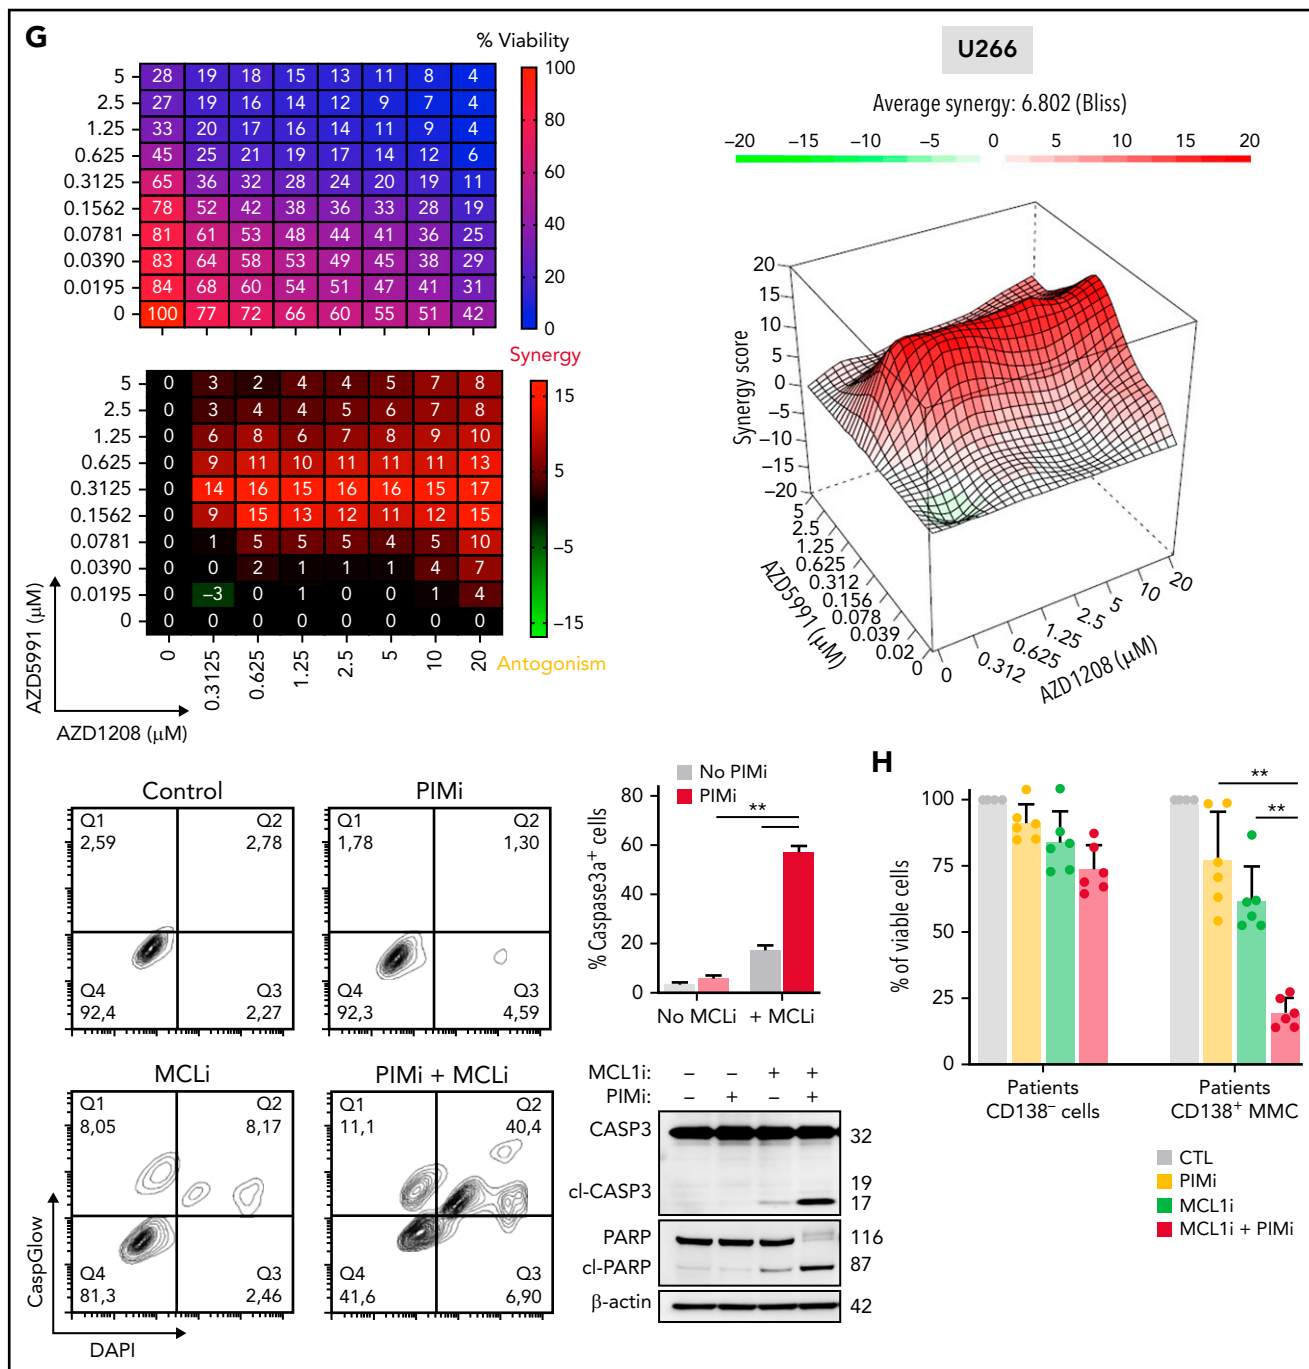 G
% Viability
5 28 19 18 15 13 11 8 4
2.5 27 19 16 14 12 9 7 4
1.25 33 20 17 16 14 11 9 4
0.625 45 25 21 19 17 14 12 6
0.3125 65 36 32 28 24 20 19 11
0.1562 78 52 42 38 36 33 28 19
0.0781 81 61 53 48 44 41 36 25
0.0390 83 64 58 53 49 45 38 29
0.0195 84 68 60 54 51 47 41 31
0 100 77 72 66 60 55 51 42
100
80
60
40
20
0
Synergy
5 0 3 2 4 4 5 7 8
2.5 0 3 4 4 5 6 7 8
1.25 0 6 8 6 7 8 9 10
0.625 0 9 11 10 11 11 11 13
0.3125 0 14 16 15 16 16 15 17
0.1562 0 9 15 13 12 11 12 15
0.0781 0 1 5 5 5 4 5 10
0.0390 0 0 2 1 1 1 4 7
0.0195 0 −3 0 1 0 0 1 4
0 0 0 0 0 0 0 0 0
15
5
−5
−15
Antogonism
0 0.3125 0.625 1.25 2.5 5 10 20
AZD5991 (μM)
AZD1208 (μM)
U266
Average synergy: 6.802 (Bliss)
−20 −15 −10 −5 0 5 10 15 20
Synergy score
20
15
10
5
0
−5
−10
−15
−20
5
2.5
1.25
0.625
0.312
0.156
0.078
0.039
0.02
0
AZD5991 (μM)
0 0.312 0.625 1.25 2.5 5 10 20
AZD1208 (μM)
Control
Q1
2,59
Q2
2,78
Q4
92,4
Q3
2,27
PIMi
Q1
1,78
Q2
1,30
Q4
92,3
Q3
4,59
MCLi
Q1
8,05
Q2
8,17
Q4
81,3
Q3
2,46
PIMi + MCLi
Q1
11,1
Q2
40,4
Q4
41,6
Q3
6,90
CaspGlow
DAPI
No PIMi
PIMi
% Caspase3a+ cells
80
60
40
20
0
**
No MCLi + MCLi
MCL1i: – – + +
PIMi: – + – +
CASP3 32
19
cl-CASP3 17
PARP 116
cl-PARP 87
β-actin 42
H
% of viable cells
100
75
50
25
0
**
**
Patients
CD138− cells
Patients
CD138+ MMC
CTL
PIMi
MCL1i
MCL1i + PIMi